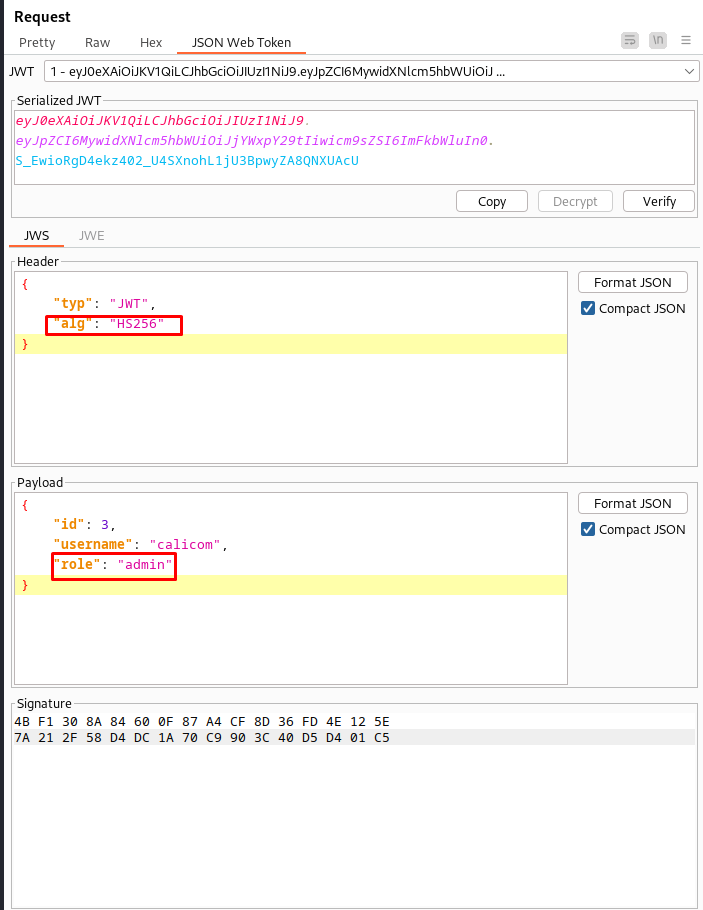 Request
Pretty Raw Hex JSON Web Token \n
JWT 1 - eyJ0eXAiOiJKV1QiLCJhbGciOiJIUzI1NiJ9.eyJpZCI6MywidXNlcm5hbWUiOiJ ...
Serialized JWT
eyJ0eXAiOiJKV1QiLCJhbGciOiJIUzI1NiJ9.
eyJpZCI6MywidXNlcm5hbWUiOiJjYWxpY29tIiwicm9sZSI6ImFkbWluIn0.
S_EwioRgD4ekz402_U4SXnohL1jU3BpwyZA8QNXUAcU
Copy Decrypt Verify
JWS JWE
Header
{
"typ": "JWT",
"alg": "HS256"
}
Format JSON
Compact JSON
Payload
{
"id": 3,
"username": "calicom",
"role": "admin"
}
Format JSON
Compact JSON
Signature
4B F1 30 8A 84 60 0F 87 A4 CF 8D 36 FD 4E 12 5E
7A 21 2F 58 D4 DC 1A 70 C9 90 3C 40 D5 D4 01 C5